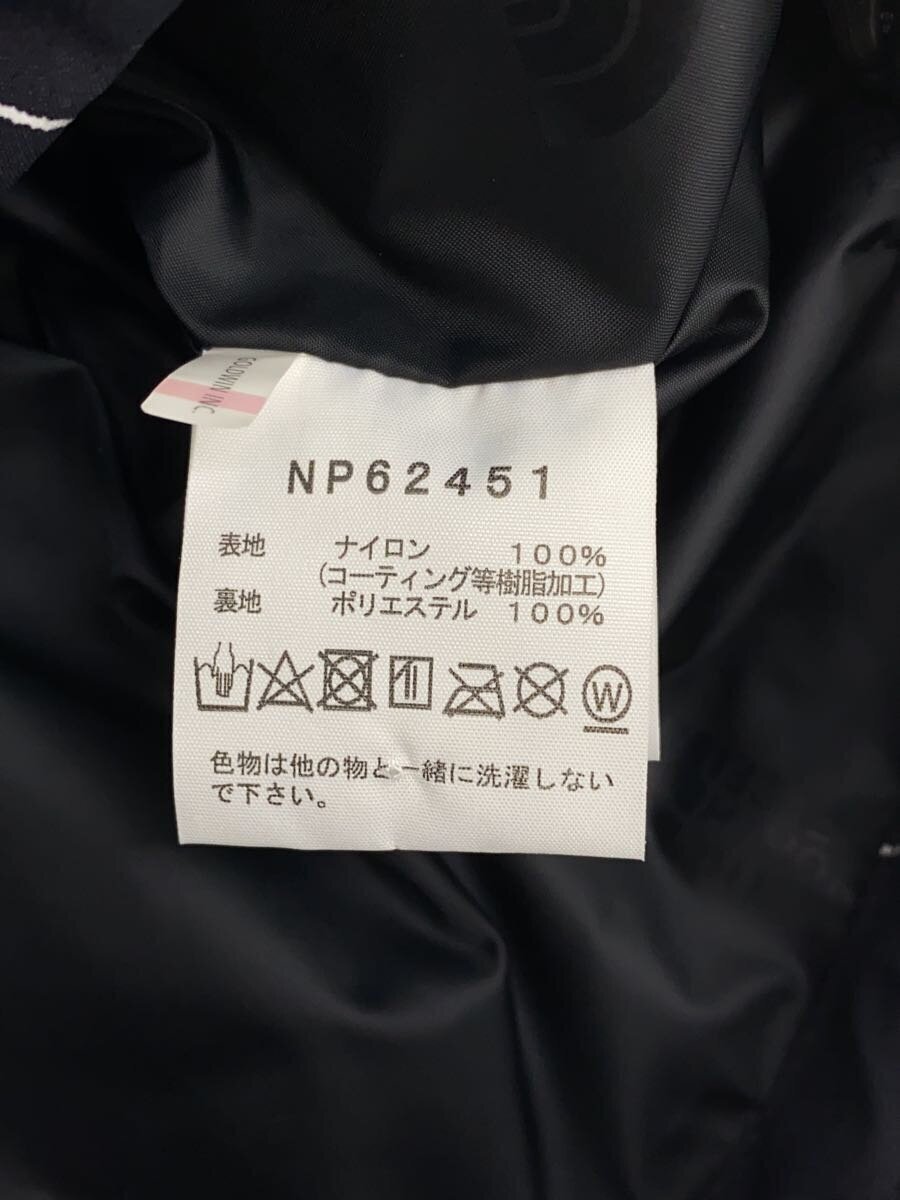 GOLDWIN INC
NP62451
表地 ナイロン 100%
(コーティング等樹脂加工)
裏地 ポリエステル 100%
W
色物は他の物と一緒に洗濯しない
で下さい。